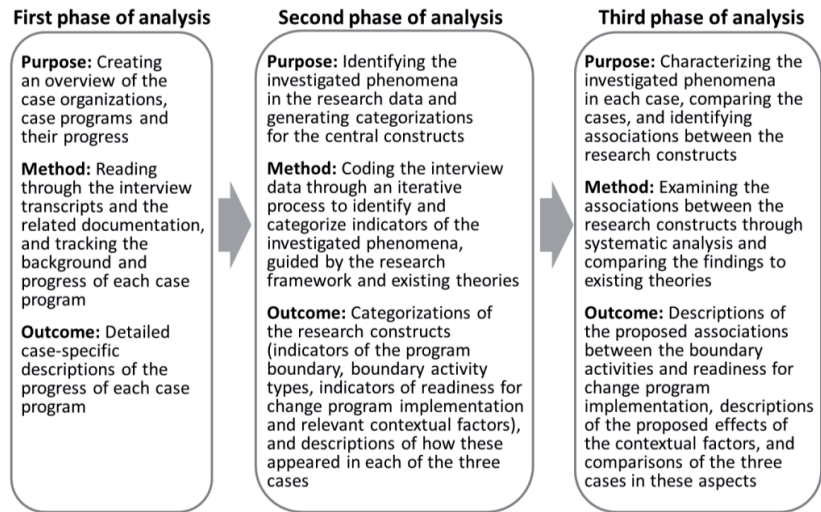 First phase of analysis
Purpose: Creating
an overview of the
case organizations,
case programs and
their progress
Method: Reading
through the interview
transcripts and the
related documentation,
and tracking the
background and
progress of each case
program
Outcome: Detailed
case-specific
descriptions of the
progress of each case
program
Second phase of analysis
Purpose: Identifying the
investigated phenomena
in the research data and
generating categorizations
for the central constructs
Method: Coding the interview
data through an iterative
process to identify and
categorize indicators of the
investigated phenomena,
guided by the research
framework and existing theories
Outcome: Categorizations of
the research constructs
(indicators of the program
boundary, boundary activity
types, indicators of readiness for
change program implementation
and relevant contextual factors),
and descriptions of how these
appeared in each of the three
cases
Third phase of analysis
Purpose: Characterizing the
investigated phenomena
in each case, comparing the
cases, and identifying
associations between the
research constructs
Method: Examining the
associations between the
research constructs through
systematic analysis and
comparing the findings to
existing theories
Outcome: Descriptions of
the proposed associations
between the boundary
activities and readiness for
change program
implementation, descriptions
of the proposed effects of
the contextual factors, and
comparisons of the three
cases in these aspects